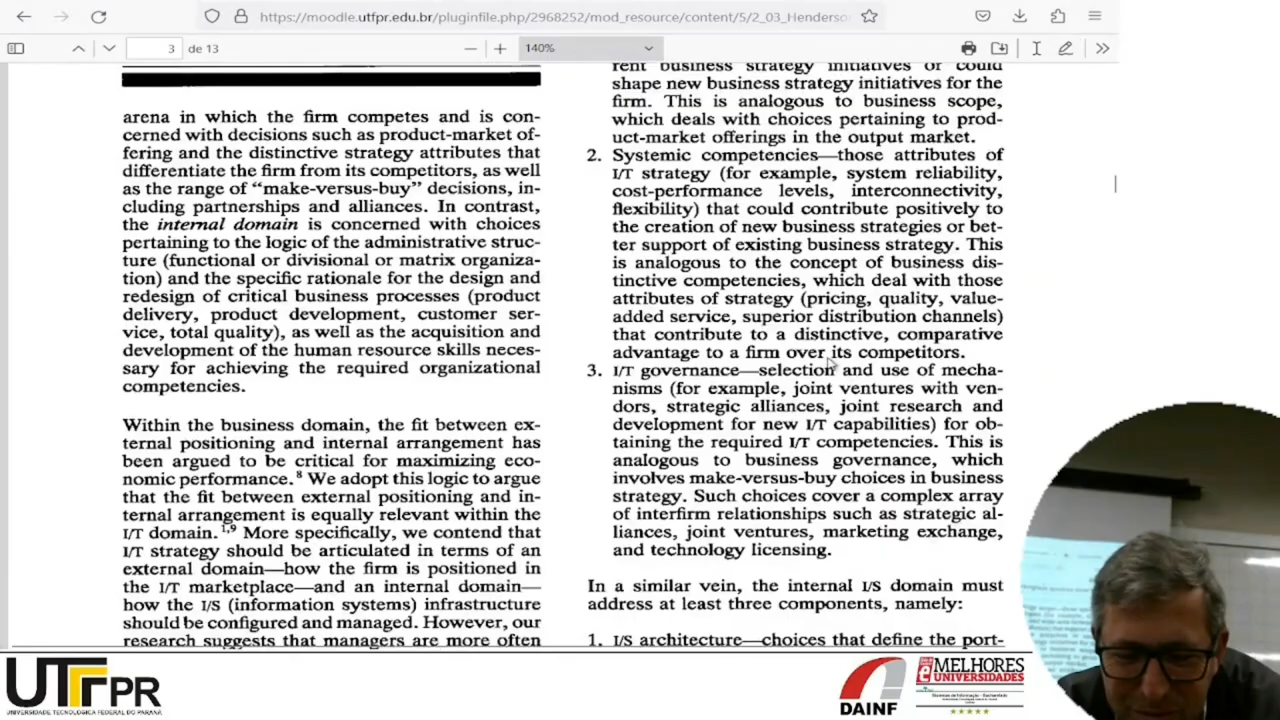 https://moodle.utfpr.edu.br/pluginfile.php/2968252/mod_resource/content/5/2_03_Henderso
3 de 13
140%
arena in which the firm competes and is con-
cerned with decisions such as product-market of-
fering and the distinctive strategy attributes that
differentiate the firm from its competitors, as well
as the range of “make-versus-buy” decisions, in-
cluding partnerships and alliances. In contrast,
the internal domain is concerned with choices
pertaining to the logic of the administrative struc-
ture (functional or divisional or matrix organiza-
tion) and the specific rationale for the design and
redesign of critical business processes (product
delivery, product development, customer ser-
vice, total quality), as well as the acquisition and
development of the human resource skills neces-
sary for achieving the required organizational
competencies.
Within the business domain, the fit between ex-
ternal positioning and internal arrangement has
been argued to be critical for maximizing eco-
nomic performance.8 We adopt this logic to argue
that the fit between external positioning and in-
ternal arrangement is equally relevant within the
I/T domain.1,9 More specifically, we contend that
I/T strategy should be articulated in terms of an
external domain—how the firm is positioned in
the I/T marketplace—and an internal domain—
how the I/S (information systems) infrastructure
should be configured and managed. However, our
research suggests that managers are more often
rent business strategy initiatives or could
shape new business strategy initiatives for the
firm. This is analogous to business scope,
which deals with choices pertaining to prod-
uct-market offerings in the output market.
2. Systemic competencies—those attributes of
I/T strategy (for example, system reliability,
cost-performance levels, interconnectivity,
flexibility) that could contribute positively to
the creation of new business strategies or bet-
ter support of existing business strategy. This
is analogous to the concept of business dis-
tinctive competencies, which deal with those
attributes of strategy (pricing, quality, value-
added service, superior distribution channels)
that contribute to a distinctive, comparative
advantage to a firm over its competitors.
3. I/T governance—selection and use of mecha-
nisms (for example, joint ventures with ven-
dors, strategic alliances, joint research and
development for new I/T capabilities) for ob-
taining the required I/T competencies. This is
analogous to business governance, which
involves make-versus-buy choices in business
strategy. Such choices cover a complex array
of interfirm relationships such as strategic al-
liances, joint ventures, marketing exchange,
and technology licensing.
In a similar vein, the internal I/S domain must
address at least three components, namely:
1. I/S architecture—choices that define the port-
UTFPR
UNIVERSIDADE TECNOLÓGICA FEDERAL DO PARANÁ
DAINF
MELHORES
UNIVERSIDADES